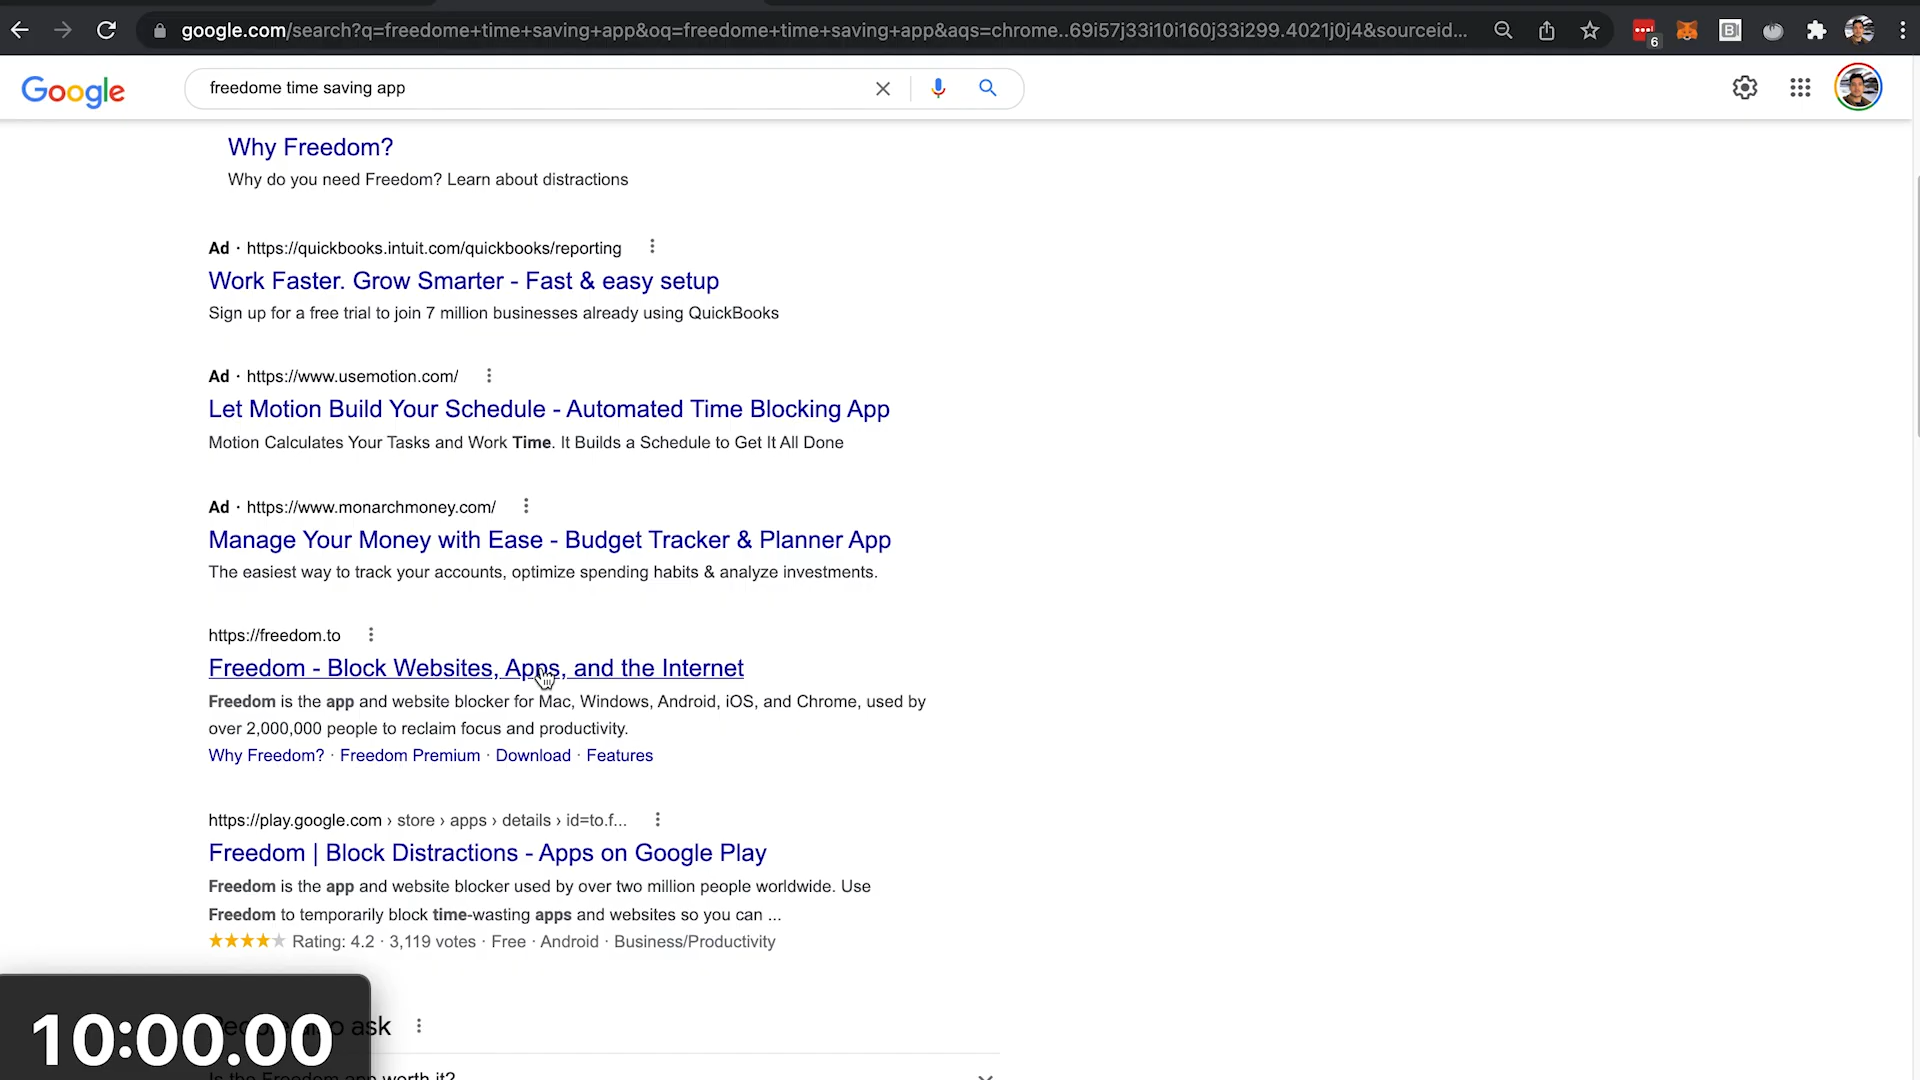 google.com/search?q=freedome+time+saving+app&oq=freedome+time+saving+app&aqs=chrome..69i57j33i10i160j33i299.4021j0j4&sourceid...
6
B
Google
freedome time saving app
Why Freedom?
Why do you need Freedom? Learn about distractions
Ad · https://quickbooks.intuit.com/quickbooks/reporting
Work Faster. Grow Smarter - Fast & easy setup
Sign up for a free trial to join 7 million businesses already using QuickBooks
Ad · https://www.usemotion.com/
Let Motion Build Your Schedule - Automated Time Blocking App
Motion Calculates Your Tasks and Work Time. It Builds a Schedule to Get It All Done
Ad · https://www.monarchmoney.com/
Manage Your Money with Ease - Budget Tracker & Planner App
The easiest way to track your accounts, optimize spending habits & analyze investments.
https://freedom.to
Freedom - Block Websites, Apps, and the Internet
Freedom is the app and website blocker for Mac, Windows, Android, iOS, and Chrome, used by
over 2,000,000 people to reclaim focus and productivity.
Why Freedom? · Freedom Premium · Download · Features
https://play.google.com › store › apps › details › id=to.f...
Freedom | Block Distractions - Apps on Google Play
Freedom is the app and website blocker used by over two million people worldwide. Use
Freedom to temporarily block time-wasting apps and websites so you can ...
Rating: 4.2 · 3,119 votes · Free · Android · Business/Productivity
ask
10:00.00
worth it?